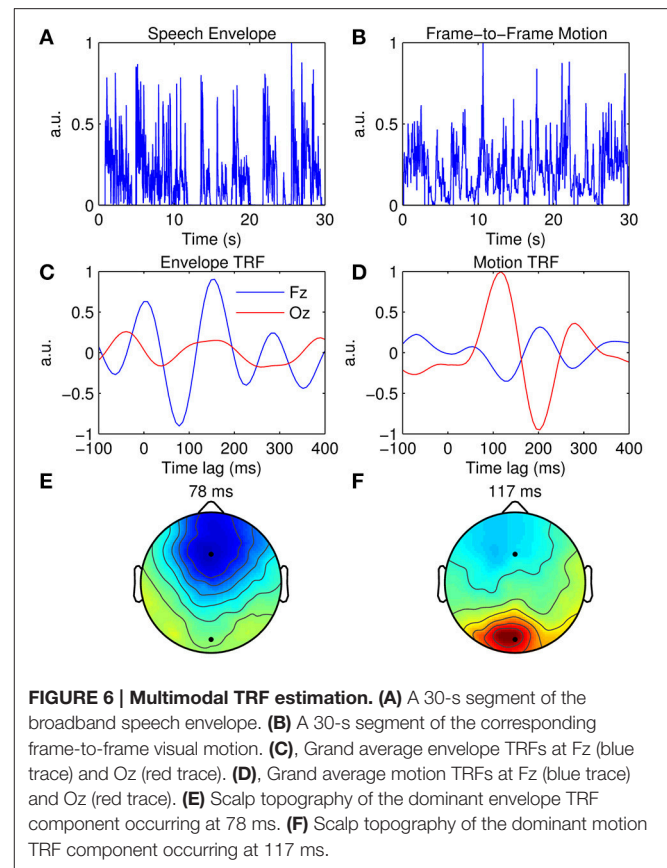 A Speech Envelope
1
0.5
0
a.u.
0 10 20 30
Time (s)
B Frame-to-Frame Motion
1
0.5
0
a.u.
0 10 20 30
Time (s)
C Envelope TRF
1
0.5
0
−0.5
−1
a.u.
Fz
Oz
-100 0 100 200 300 400
Time lag (ms)
D Motion TRF
1
0.5
0
−0.5
−1
a.u.
-100 0 100 200 300 400
Time lag (ms)
E 78 ms
F 117 ms
FIGURE 6 | Multimodal TRF estimation. (A) A 30-s segment of the
broadband speech envelope. (B) A 30-s segment of the corresponding
frame-to-frame visual motion. (C), Grand average envelope TRFs at Fz (blue
trace) and Oz (red trace). (D), Grand average motion TRFs at Fz (blue trace)
and Oz (red trace). (E) Scalp topography of the dominant envelope TRF
component occurring at 78 ms. (F) Scalp topography of the dominant motion
TRF component occurring at 117 ms.